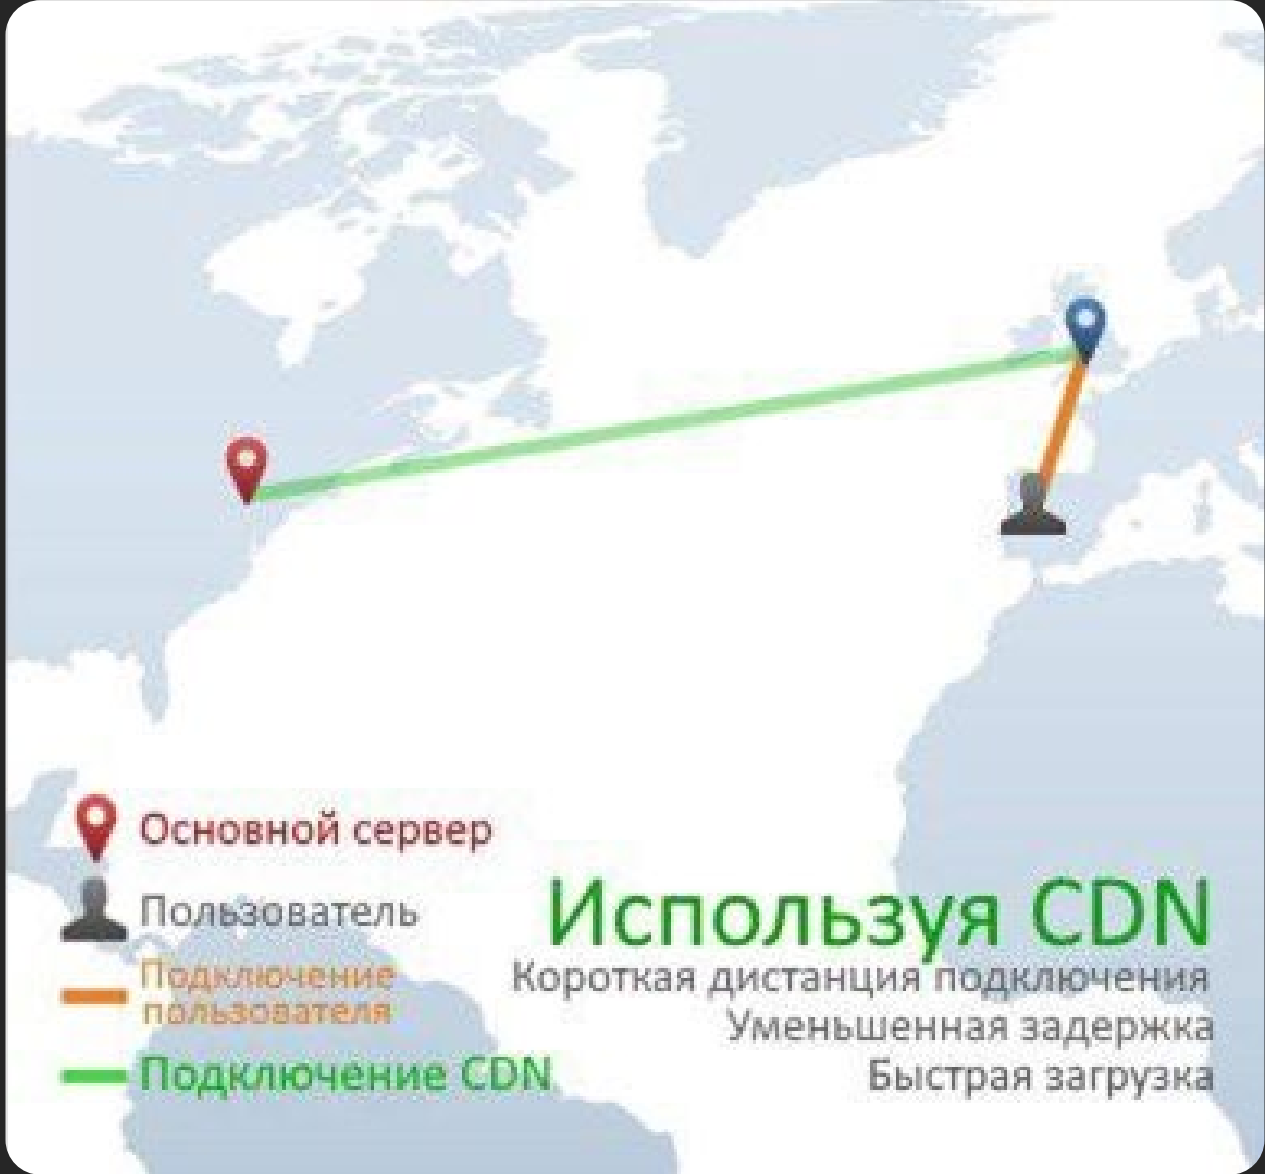 Основной сервер
Пользователь
Подключение
пользователя
Подключение CDN
Используя CDN
Короткая дистанция подключения
Уменьшенная задержка
Быстрая загрузка